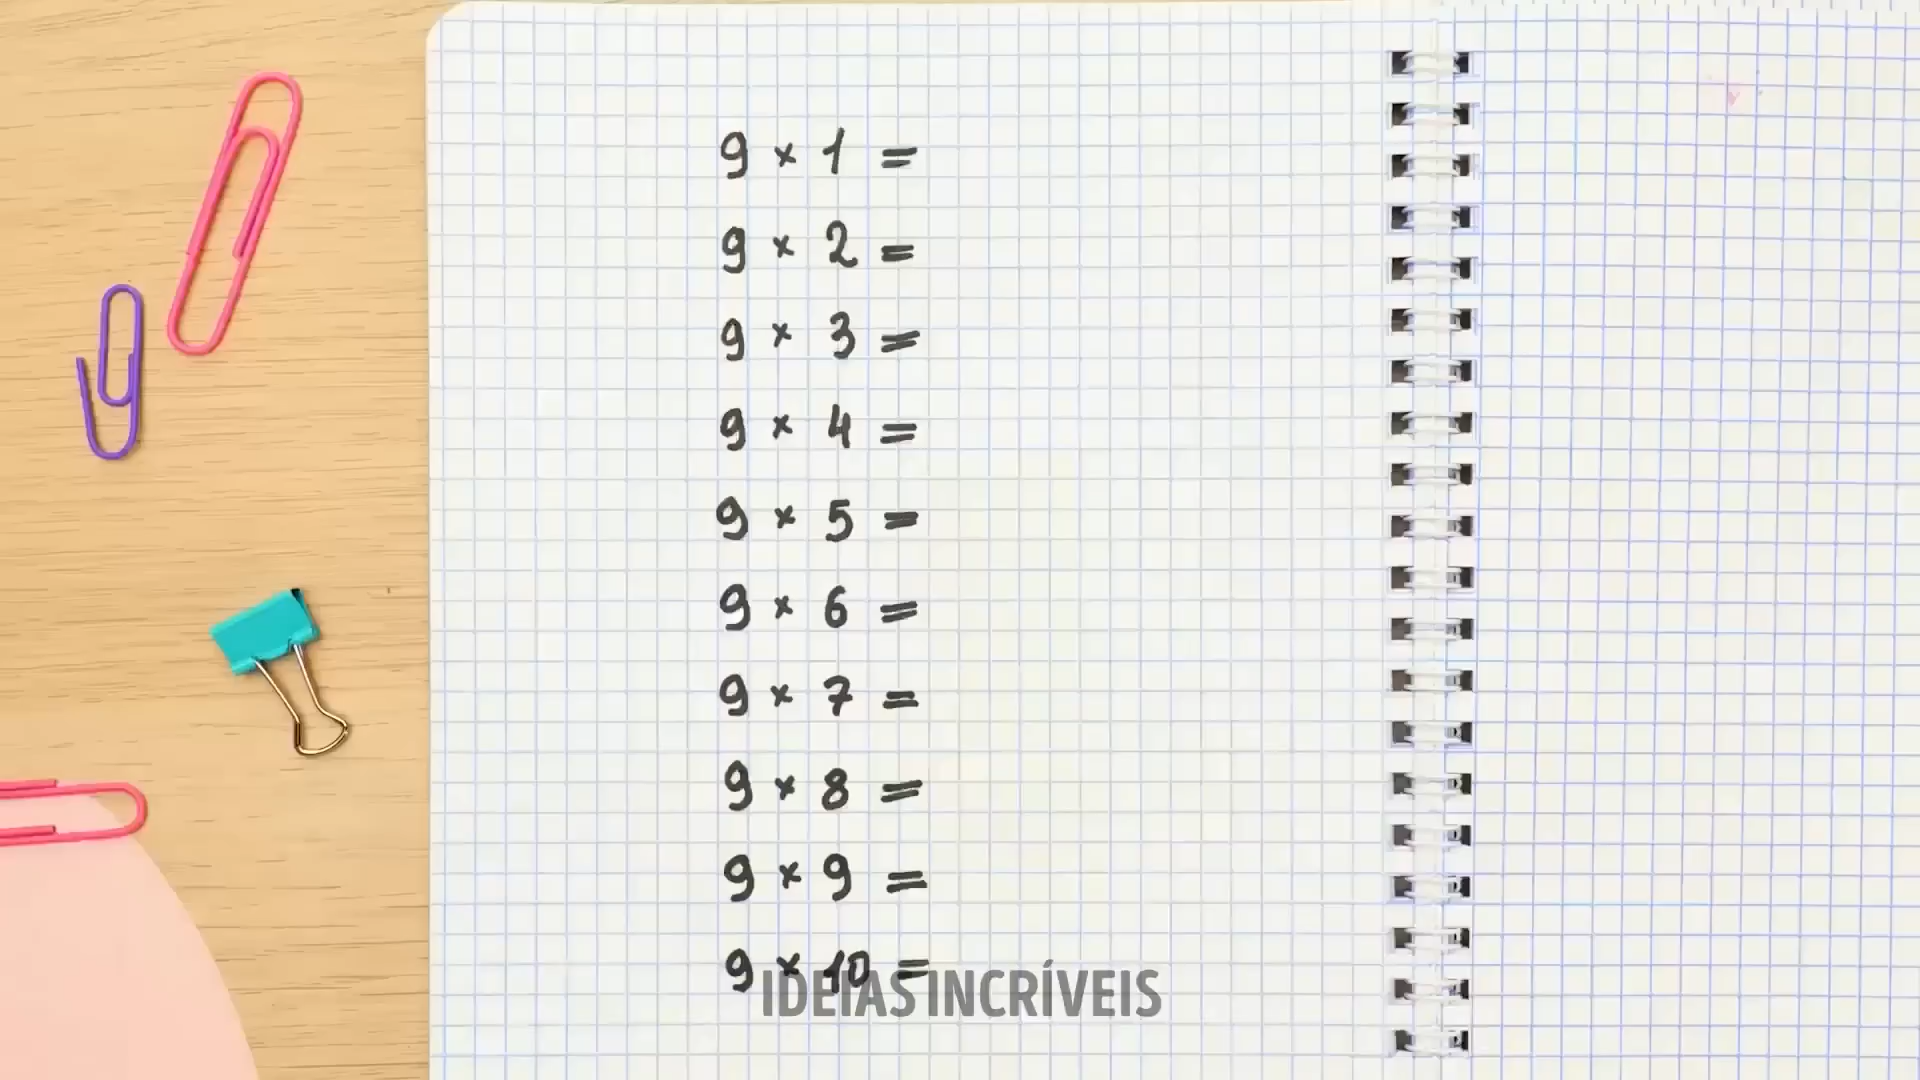 9 × 1 =
9 × 2 =
9 × 3 =
9 × 4 =
9 × 5 =
9 × 6 =
9 × 7 =
9 × 8 =
9 × 9 =
9 × 10 =
IDEIAS INCRÍVEIS